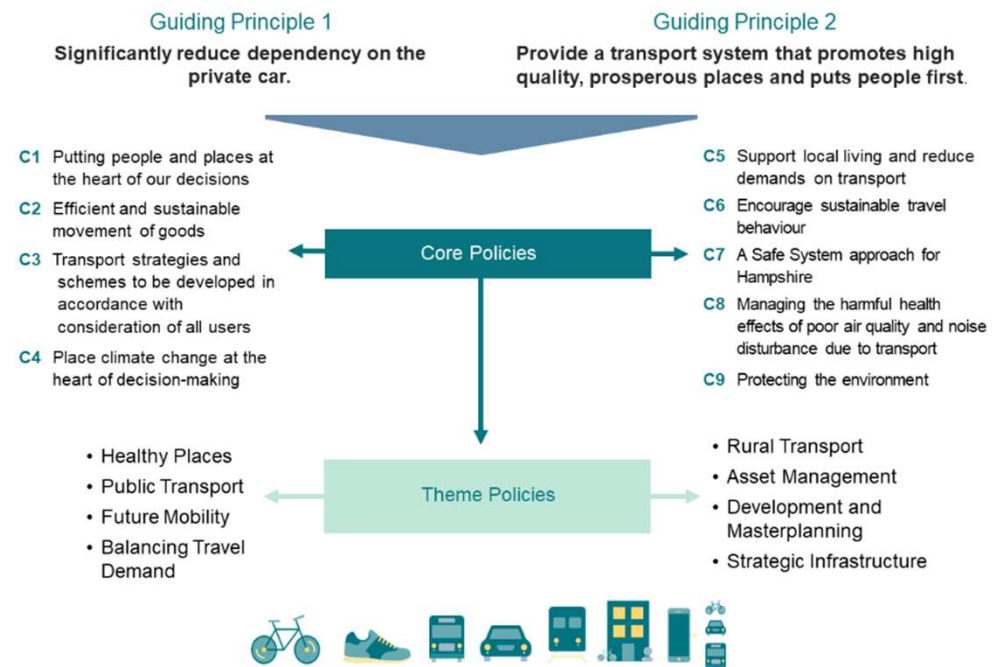 Guiding Principle 1
Significantly reduce dependency on the
private car.
Guiding Principle 2
Provide a transport system that promotes high
quality, prosperous places and puts people first.
C1 Putting people and places at
the heart of our decisions
C2 Efficient and sustainable
movement of goods
C3 Transport strategies and
schemes to be developed in
accordance with
consideration of all users
C4 Place climate change at the
heart of decision-making
Core Policies
C5 Support local living and reduce
demands on transport
C6 Encourage sustainable travel
behaviour
C7 A Safe System approach for
Hampshire
C8 Managing the harmful health
effects of poor air quality and noise
disturbance due to transport
C9 Protecting the environment
• Healthy Places
• Public Transport
• Future Mobility
• Balancing Travel
Demand
Theme Policies
• Rural Transport
• Asset Management
• Development and
Masterplanning
• Strategic Infrastructure